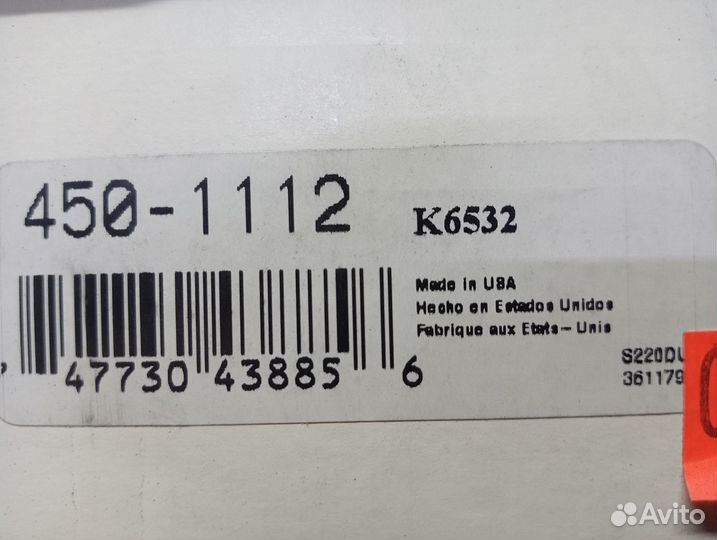 450-1112 K6532
Made in USA
Hecho en Estados Unidos
Fabrique aux Etats-Unis
47730 43885 6
S220DU
361179
Avito